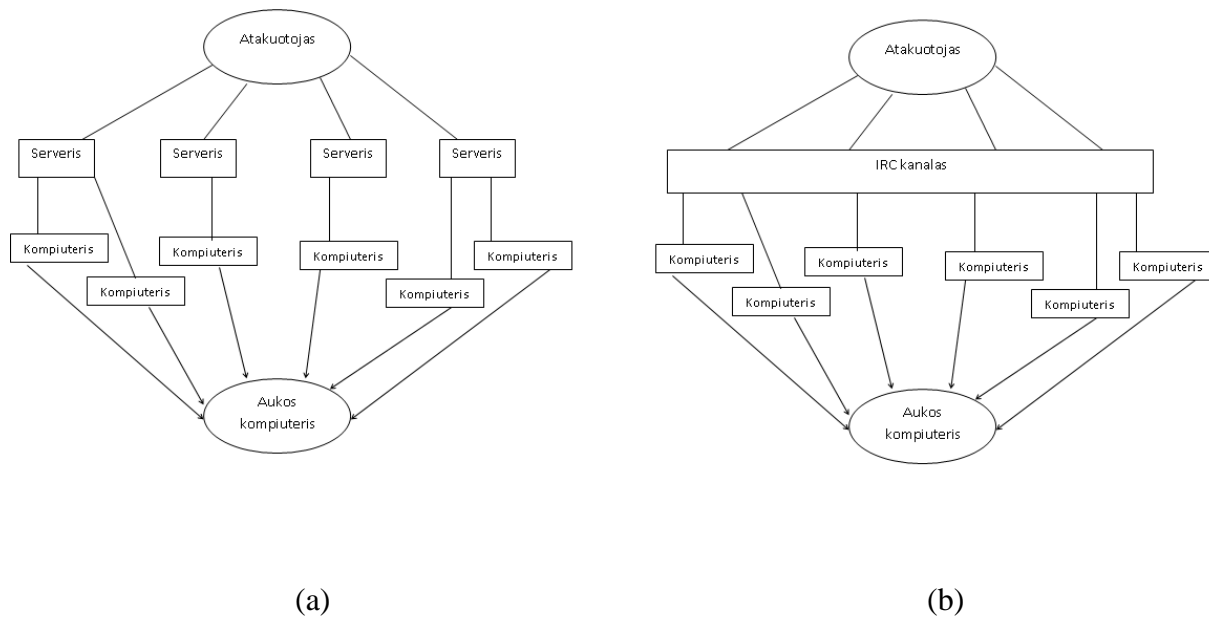 Atakuotojas
Serveris
Serveris
Serveris
Serveris
Kompiuteris
Kompiuteris
Kompiuteris
Kompiuteris
Kompiuteris
Kompiuteris
Aukos
kompiuteris
(a)
Atakuotojas
IRC kanalas
Kompiuteris
Kompiuteris
Kompiuteris
Kompiuteris
Kompiuteris
Kompiuteris
Aukos
kompiuteris
(b)